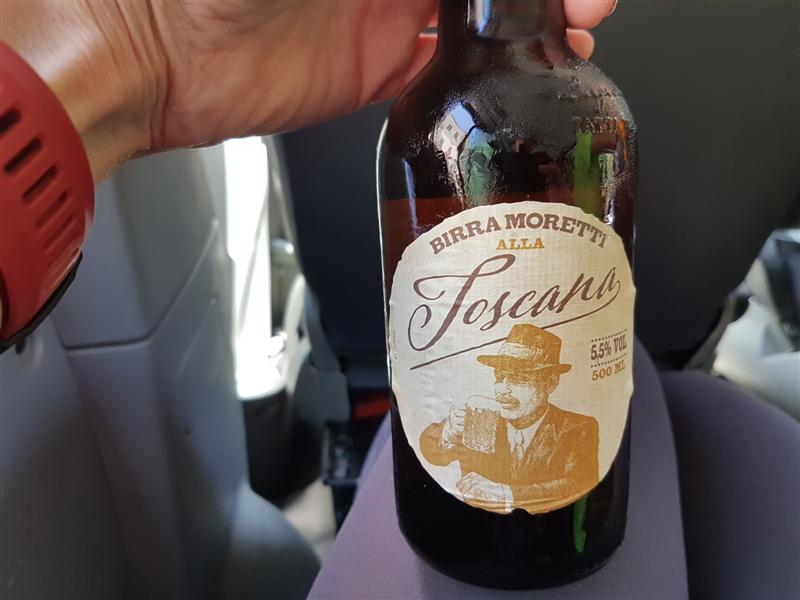 BIRRA MORETTI
ALLA
Toscana
5,5% VOL
500 ML